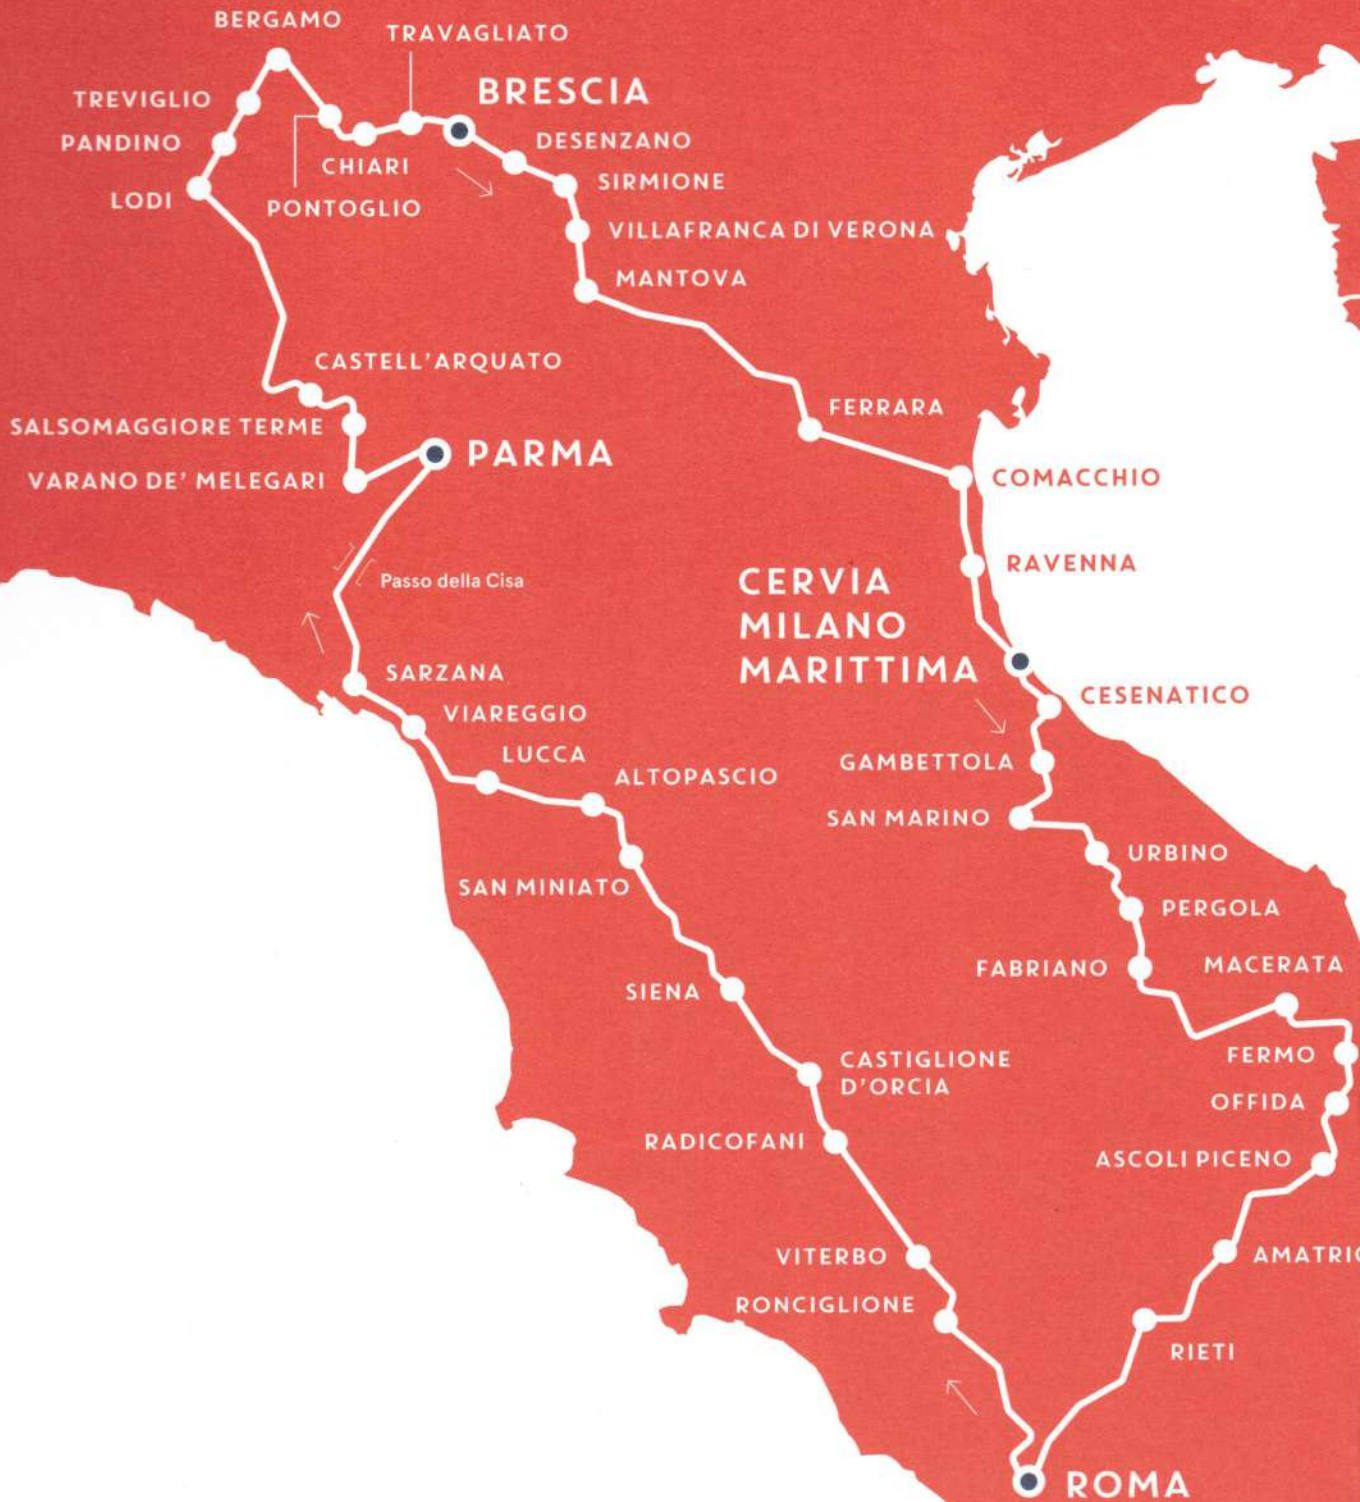 BERGAMO
TRAVAGLIATO
TREVIGLIO
BRESCIA
PANDINO
DESENZANO
CHIARI
SIRMIONE
LODI
PONTOGLIO
VILLAFRANCA DI VERONA
MANTOVA
CASTELL'ARQUATO
FERRARA
SALSOMAGGIORE TERME
PARMA
VARANO DE' MELEGARI
COMACCHIO
RAVENNA
Passo della Cisa
CERVIA
MILANO
MARITTIMA
SARZANA
CESENATICO
VIAREGGIO
LUCCA
GAMBETTOLA
ALTOPASCIO
SAN MARINO
URBINO
SAN MINIATO
PERGOLA
FABRIANO
MACERATA
SIENA
FERMO
CASTIGLIONE
D'ORCIA
OFFIDA
RADICOFANI
ASCOLI PICENO
VITERBO
AMATRIC
RONCIGLIONE
RIETI
ROMA